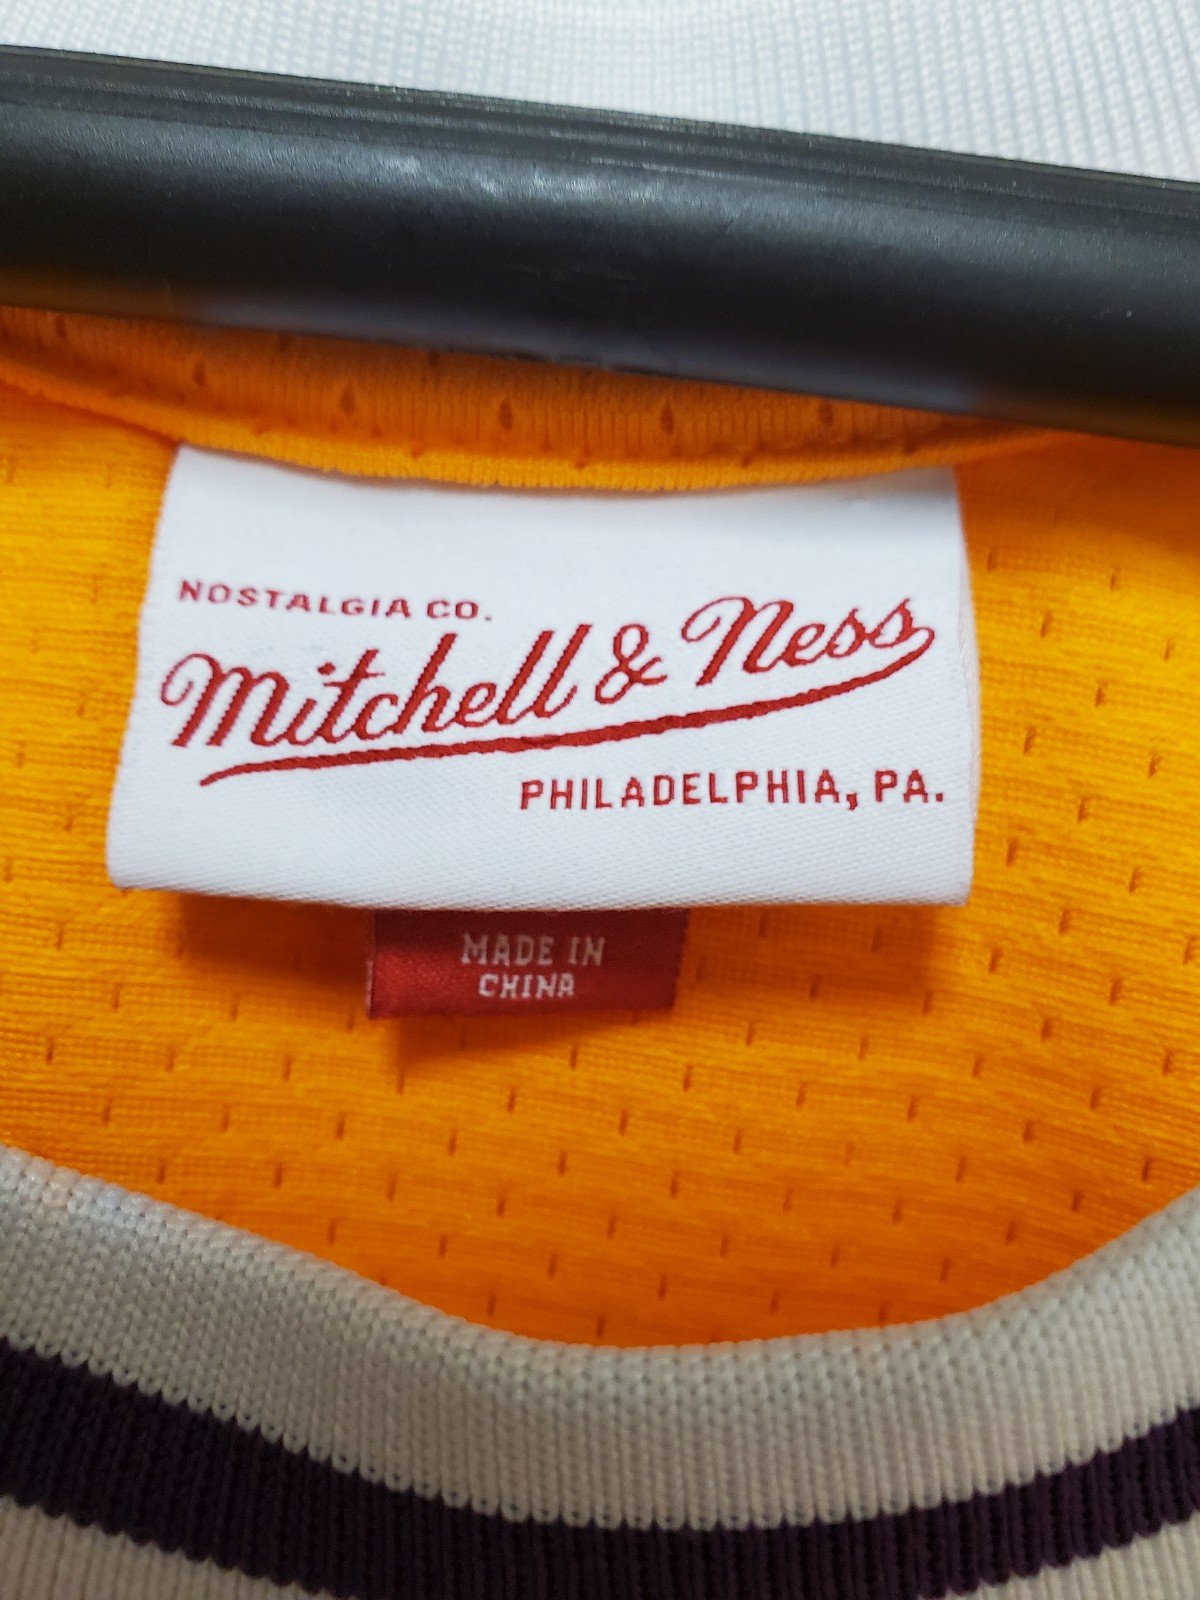 NOSTALGIA CO.
Mitchell & Ness
PHILADELPHIA, PA.
MADE IN
CHINA